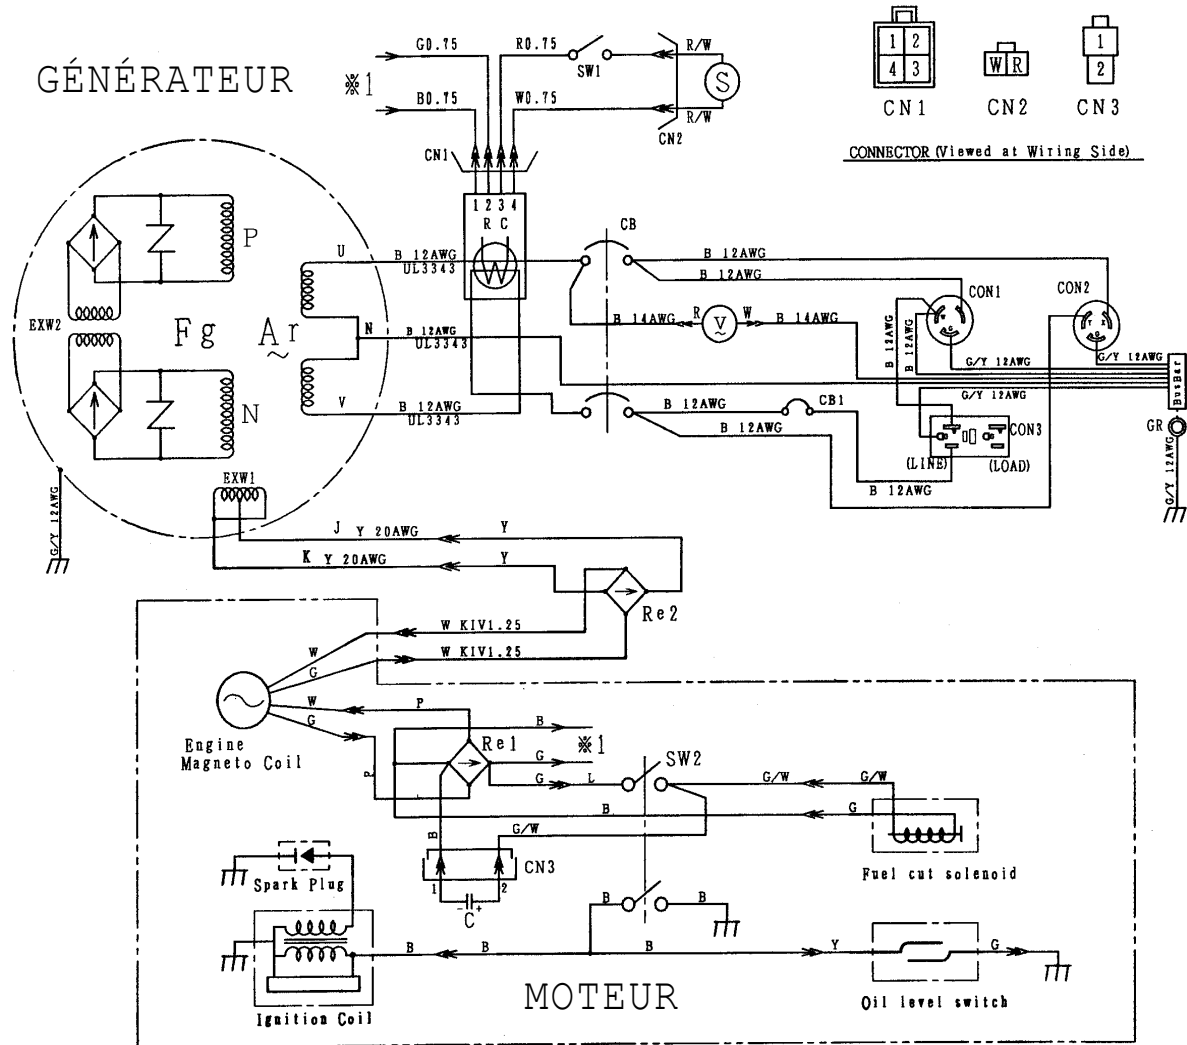 GÉNÉRATEUR
※1
G0.75
R0.75
SW1
R/W
S
B0.75
W0.75
R/W
CN2
CN1
1 2
4 3
CN1
W R
CN2
1
2
CN3
CONNECTOR (Viewed at Wiring Side)
1 2 3 4
R C
W
P
EXW2
Fg
Ar
N
U
B 12AWG
UL3343
N
B 12AWG
UL3343
V
B 12AWG
UL3343
CB
B 12AWG
B 12AWG
B 14AWG
R
V
W
B 14AWG
CON1
W
G
CON2
Y X
G
B 12AWG
B 12AWG
G/Y 12AWG
G/Y 12AWG
G/Y 12AWG
BusBar
GR
G/Y 12AWG
B 12AWG
CB1
B 12AWG
CON3
(LINE)
(LOAD)
B 12AWG
EXW1
G/Y 12AWG
J Y 20AWG
Y
K Y 20AWG
Y
Re2
W KIV1.25
W KIV1.25
W
G
W
G
P
P
L
Engine
Magneto Coil
Re1
B
※1
G
G
L
SW2
G/W
G/W
B
G
G/W
B
CN3
1
2
- +
C
Fuel cut solenoid
Spark Plug
B
B
B
B
B
Y
G
Oil level switch
Ignition Coil
MOTEUR